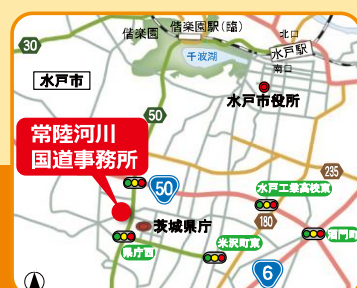 偕楽園
偕楽園駅(臨)
北口
水戸駅
南口
30
千波湖
水戸市
水戸市役所
50
常陸河川
国道事務所
235
50
水戸工業高校東
茨城県庁
180
県庁西
米沢町東
6